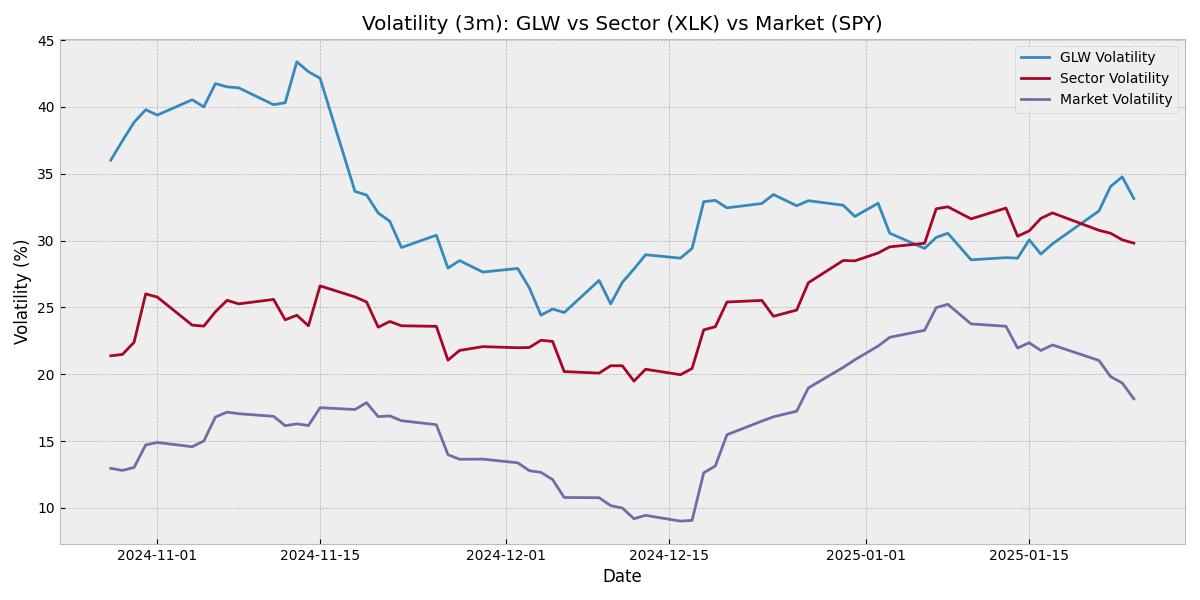 Volatility (3m): GLW vs Sector (XLK) vs Market (SPY)
GLW Volatility
Sector Volatility
Market Volatility
Volatility (%)
45
40
35
30
25
20
15
10
2024-11-01
2024-11-15
2024-12-01
2024-12-15
2025-01-01
2025-01-15
Date